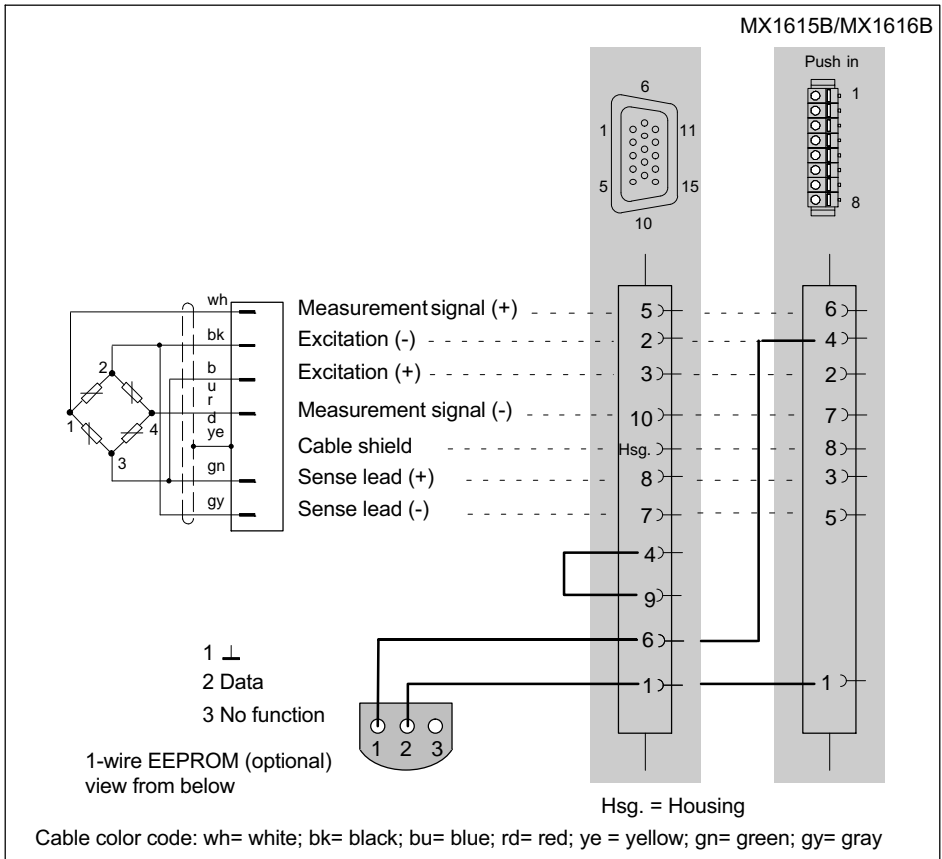 MX1615B/MX1616B
Push in
6
1
11
5
15
10
1
8
wh
Measurement signal (+)
5
6
bk
Excitation (-)
2
4
b
u
Excitation (+)
3
2
r
d
Measurement signal (-)
10
7
ye
Cable shield
Hsg.
8
gn
Sense lead (+)
8
3
gy
Sense lead (-)
7
5
2
1
4
3
4
9
6
1
1
1 ⊥
2 Data
3 No function
1 2 3
1-wire EEPROM (optional)
view from below
Hsg. = Housing
Cable color code: wh= white; bk= black; bu= blue; rd= red; ye = yellow; gn= green; gy= gray